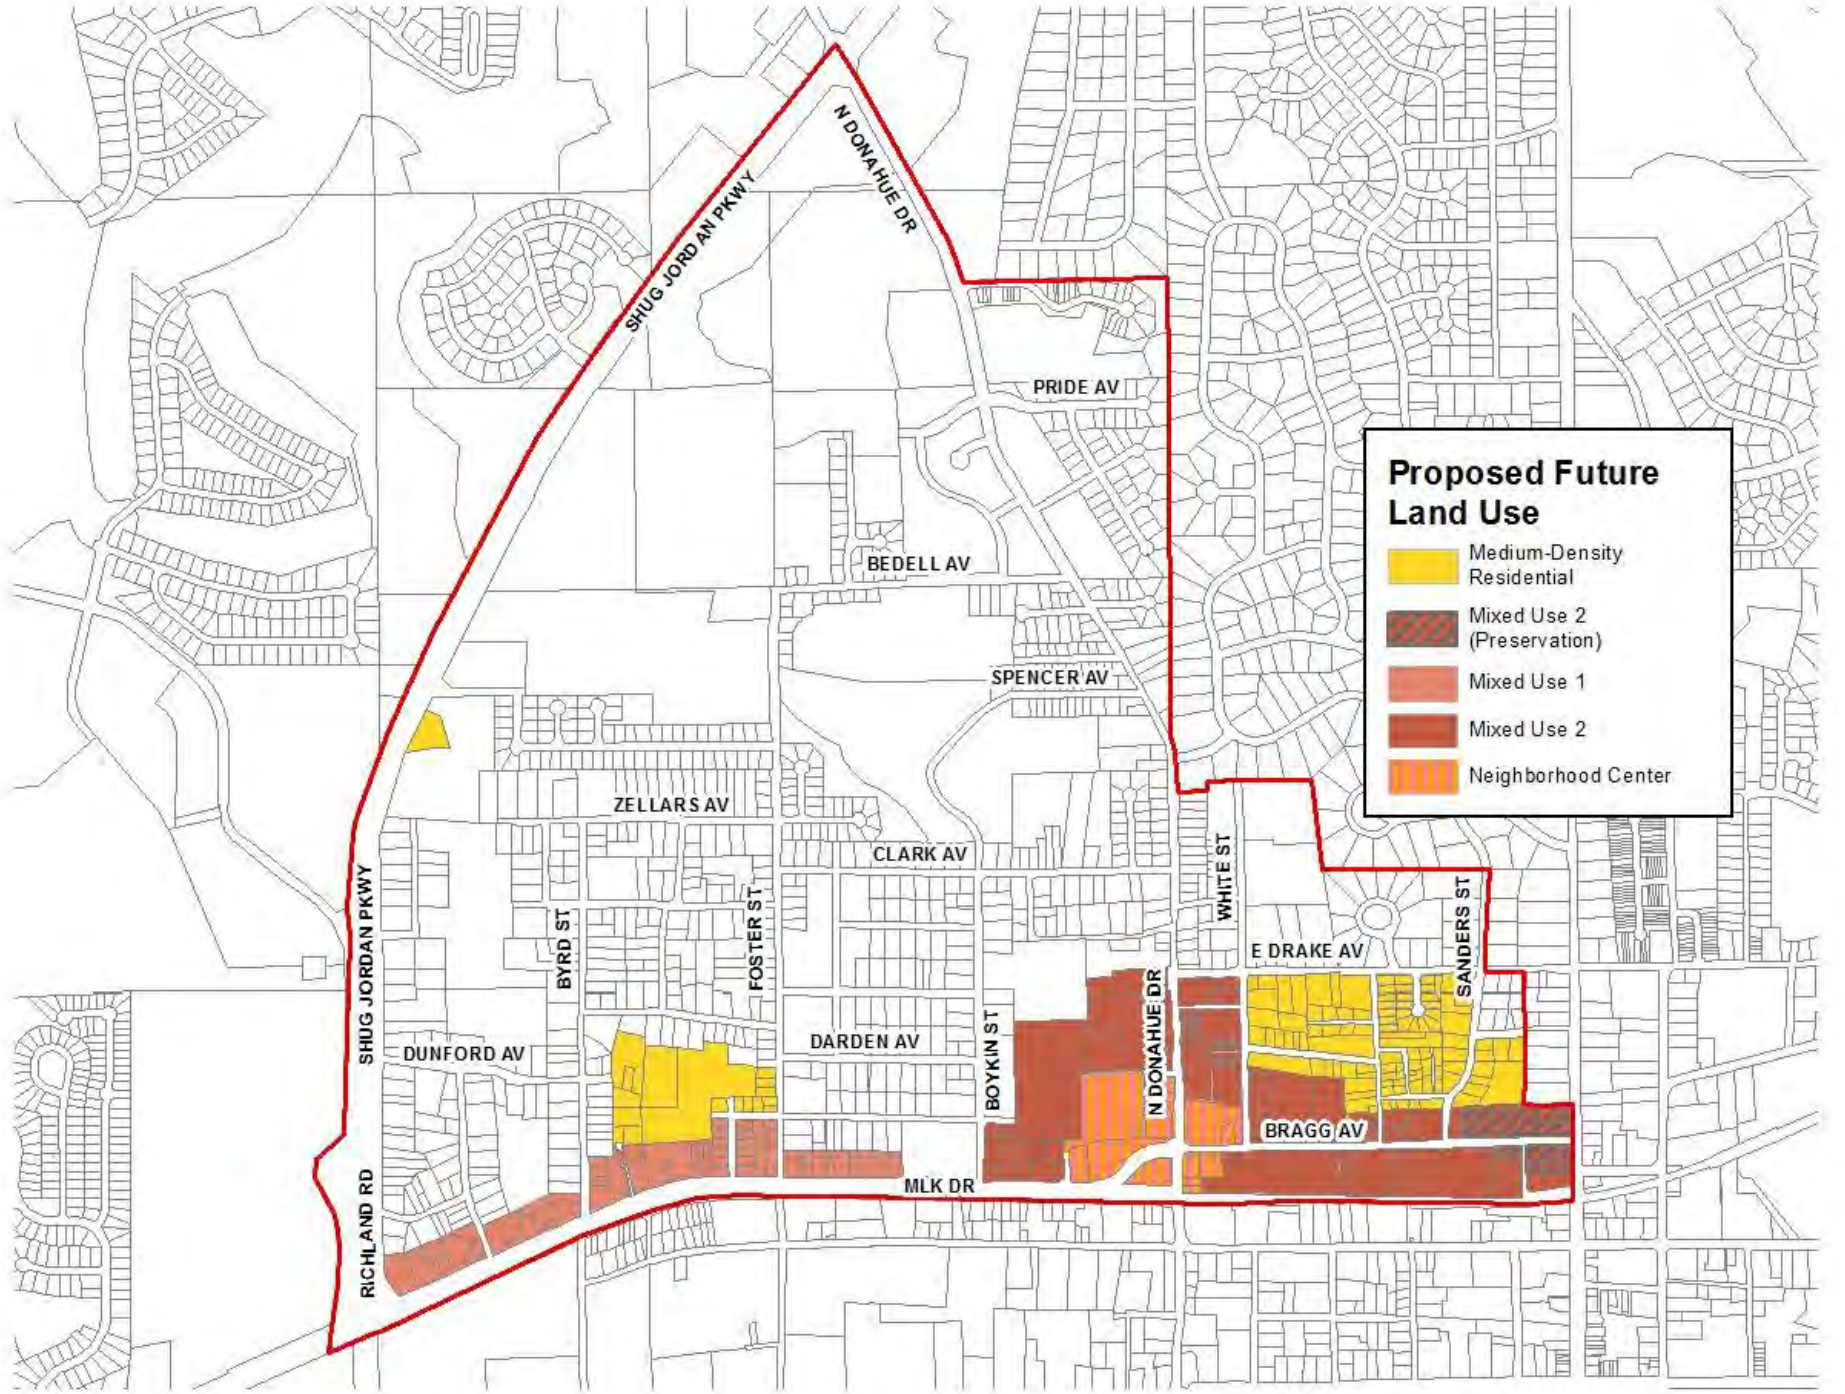 N DONAHUE DR
SHUG JORDAN PKWY
PRIDE AV
Proposed Future
Land Use
Medium-Density
Residential
Mixed Use 2
(Preservation)
Mixed Use 1
Mixed Use 2
Neighborhood Center
BEDELL AV
SPENCER AV
ZELLARS AV
CLARK AV
WHITE ST
SHUG JORDAN PKWY
BYRD ST
FOSTER ST
SANDERS ST
E DRAKE AV
DUNFORD AV
DARDEN AV
BOYKIN ST
N DONAHUE DR
BRAGG AV
MLK DR
RICHLAND RD